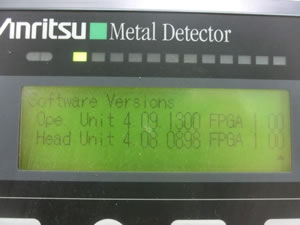 Anritsu Metal Detector
Software Versions
Ope. Unit 4.09.1300 FPGA 1.00
Head Unit 4.08.0898 FPGA 1.00